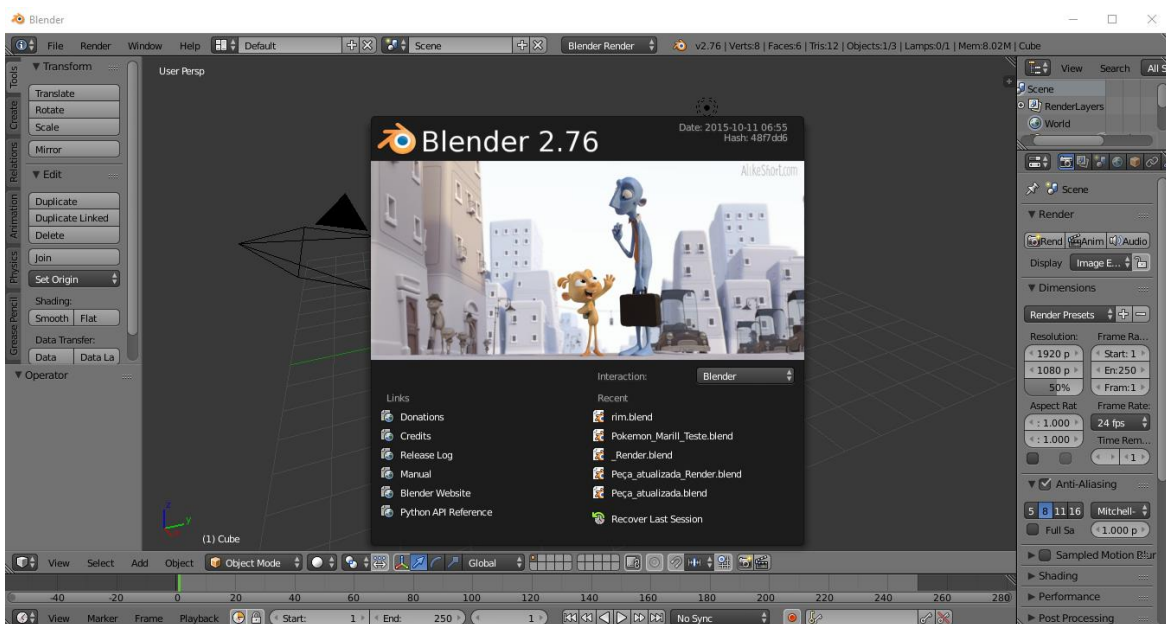 Blender
File Render Window Help Default Scene Blender Render v2.76 | Verts:8 | Faces:6 | Tris:12 | Objects:1/3 | Lamps:0/1 | Mem:8.02M | Cube
Tools
Create
Relations
Animation
Physics
Grease Pencil
Transform
Translate
Rotate
Scale
Mirror
Edit
Duplicate
Duplicate Linked
Delete
Join
Set Origin
Shading:
Smooth Flat
Data Transfer:
Data Data La
Operator
User Persp
Blender 2.76
Date: 2015-10-11 06:55
Hash: 48f7dd6
AlikeShort.com
Interaction: Blender
Links
Donations
Credits
Release Log
Manual
Blender Website
Python API Reference
Recent
rim.blend
Pokemon_Marill_Teste.blend
_Render.blend
Peça_atualizada_Render.blend
Peça_atualizada.blend
Recover Last Session
z
y
(1) Cube
View Search All S
Scene
RenderLayers
World
Scene
Render
Rend Anim Audio
Display Image E...
Dimensions
Render Presets
Resolution: Frame Ra...
1920 p Start: 1
1080 p En:250
50% Fram:1
Aspect Rat Frame Rate:
: 1.000 24 fps
: 1.000 Time Rem...
1
Anti-Aliasing
5 8 11 16 Mitchell-
Full Sa 1.000 p
Sampled Motion Blur
Shading
Performance
Post Processing
View Select Add Object Object Mode Global
-40 -20 0 20 40 60 80 100 120 140 160 180 200 220 240 260 280
View Marker Frame Playback Start: 1 End: 250 1 No Sync